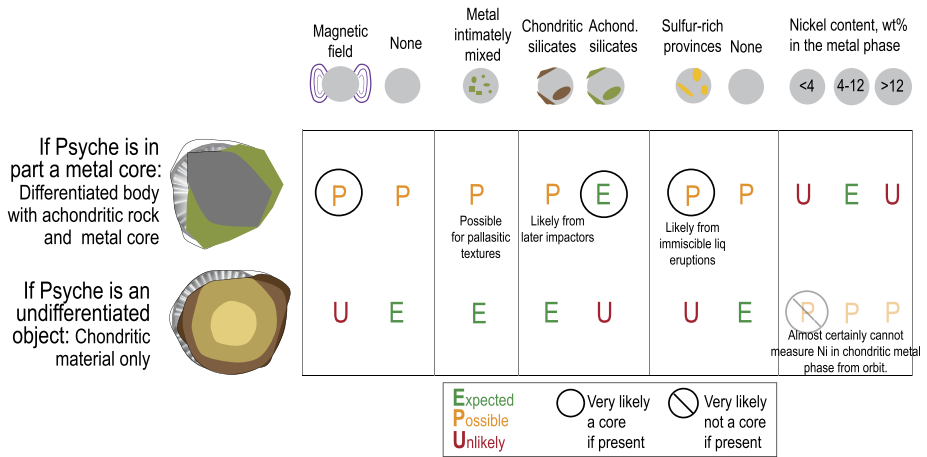 Magnetic
field
None
Metal
intimately
mixed
Chondritic
silicates
Achond.
silicates
Sulfur-rich
provinces
None
Nickel content, wt%
in the metal phase
<4
4-12
>12
If Psyche is in
part a metal core:
Differentiated body
with achondritic rock
and metal core
P
P
P
P
E
P
P
U
E
U
Possible
for pallasitic
textures
Likely from
later impactors
Likely from
immiscible liq
eruptions
If Psyche is an
undifferentiated
object: Chondritic
material only
U
E
E
E
U
U
E
P
P
P
Almost certainly cannot
measure Ni in chondritic metal
phase from orbit.
Expected
Possible
Unlikely
Very likely
a core
if present
Very likely
not a core
if present